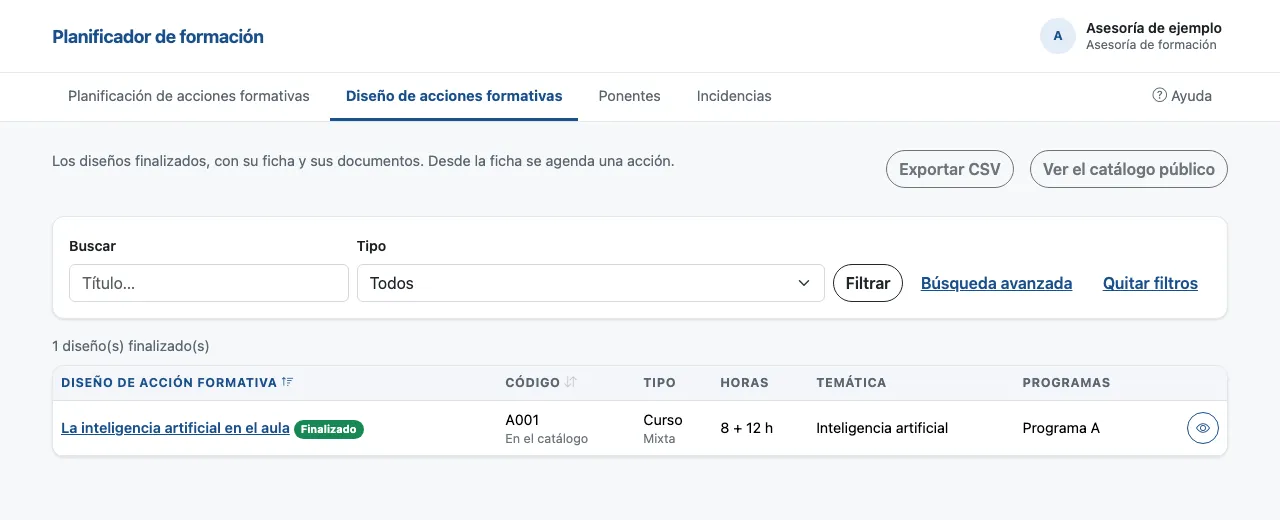 Planificador de formación
A
Asesoría de ejemplo
Asesoría de formación
Planificación de acciones formativas
Diseño de acciones formativas
Ponentes
Incidencias
? Ayuda
Los diseños finalizados, con su ficha y sus documentos. Desde la ficha se agenda una acción.
Exportar CSV
Ver el catálogo público
Buscar
Tipo
Título...
Todos
Filtrar
Búsqueda avanzada
Quitar filtros
1 diseño(s) finalizado(s)
DISEÑO DE ACCIÓN FORMATIVA
CÓDIGO
TIPO
HORAS
TEMÁTICA
PROGRAMAS
La inteligencia artificial en el aula
Finalizado
A001
En el catálogo
Curso
Mixta
8 + 12 h
Inteligencia artificial
Programa A